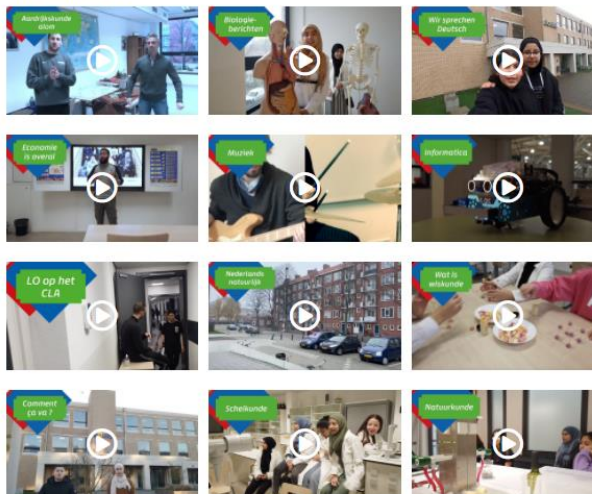 Aardrijkskunde
alom
Biologie-
berichten
Wir sprechen
Deutsch
Economie
is overal
Muziek
Informatica
LO op het
CLA
Nederlands
natuurlijk
Wat is
wiskunde
Comment
ça va ?
Scheikunde
Natuurkunde